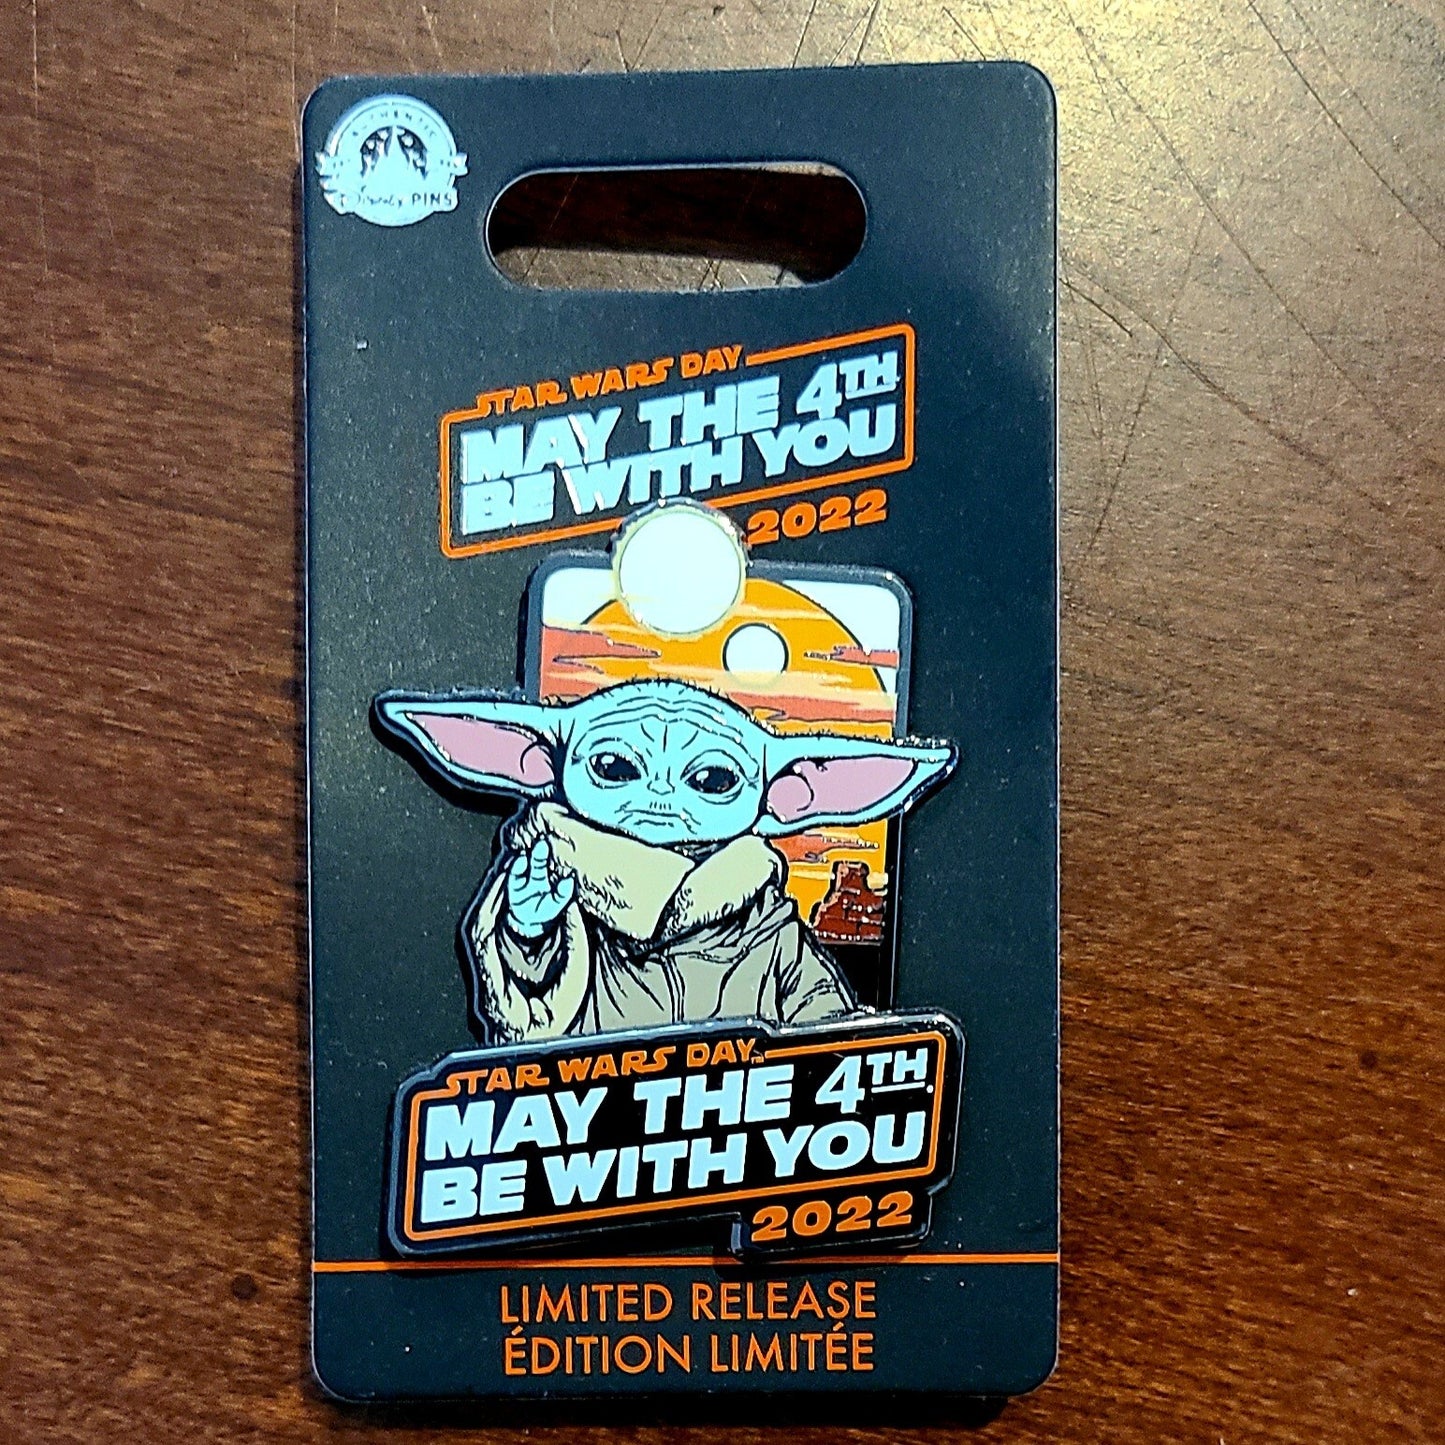 AUTHENTIC
Disney PINS
STAR WARS DAY
MAY THE 4TH
BE WITH YOU
2022
STAR WARS DAY™
MAY THE 4TH
BE WITH YOU
2022
LIMITED RELEASE
ÉDITION LIMITÉE